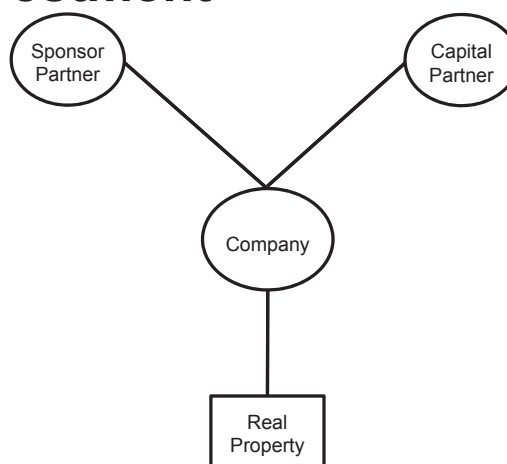 Sponsor
Partner
Capital
Partner
Company
Real
Property